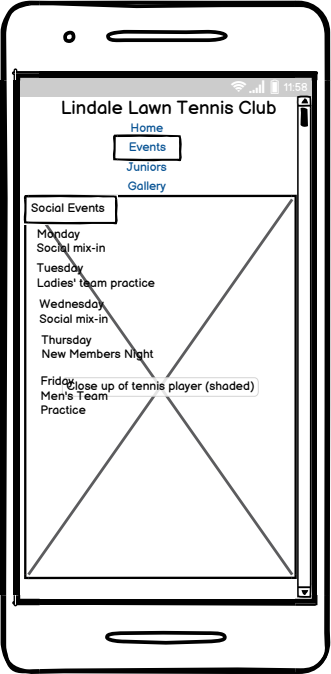 11:58
Lindale Lawn Tennis Club
Home
Events
Juniors
Gallery
Social Events
Monday
Social mix-in
Tuesday
Ladies' team practice
Wednesday
Social mix-in
Thursday
New Members Night
Friday
Close up of tennis player (shaded)
Men's Team
Practice